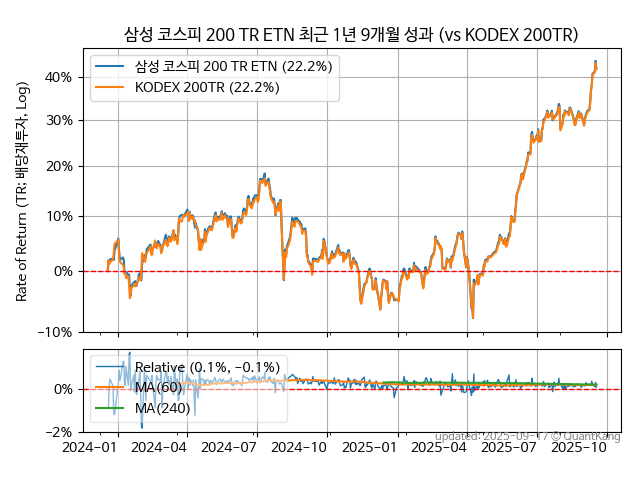 삼성 코스피 200 TR ETN 최근 1년 9개월 성과 (vs KODEX 200TR)
Rate of Return (TR: 배당재투자, Log)
40%
30%
20%
10%
0%
−10%
삼성 코스피 200 TR ETN (22.2%)
KODEX 200TR (22.2%)
0%
−2%
Relative (0.1%, −0.1%)
MA(60)
MA(240)
updated: 2025-09-17 © QuantKang
2024-01 2024-04 2024-07 2024-10 2025-01 2025-04 2025-07 2025-10